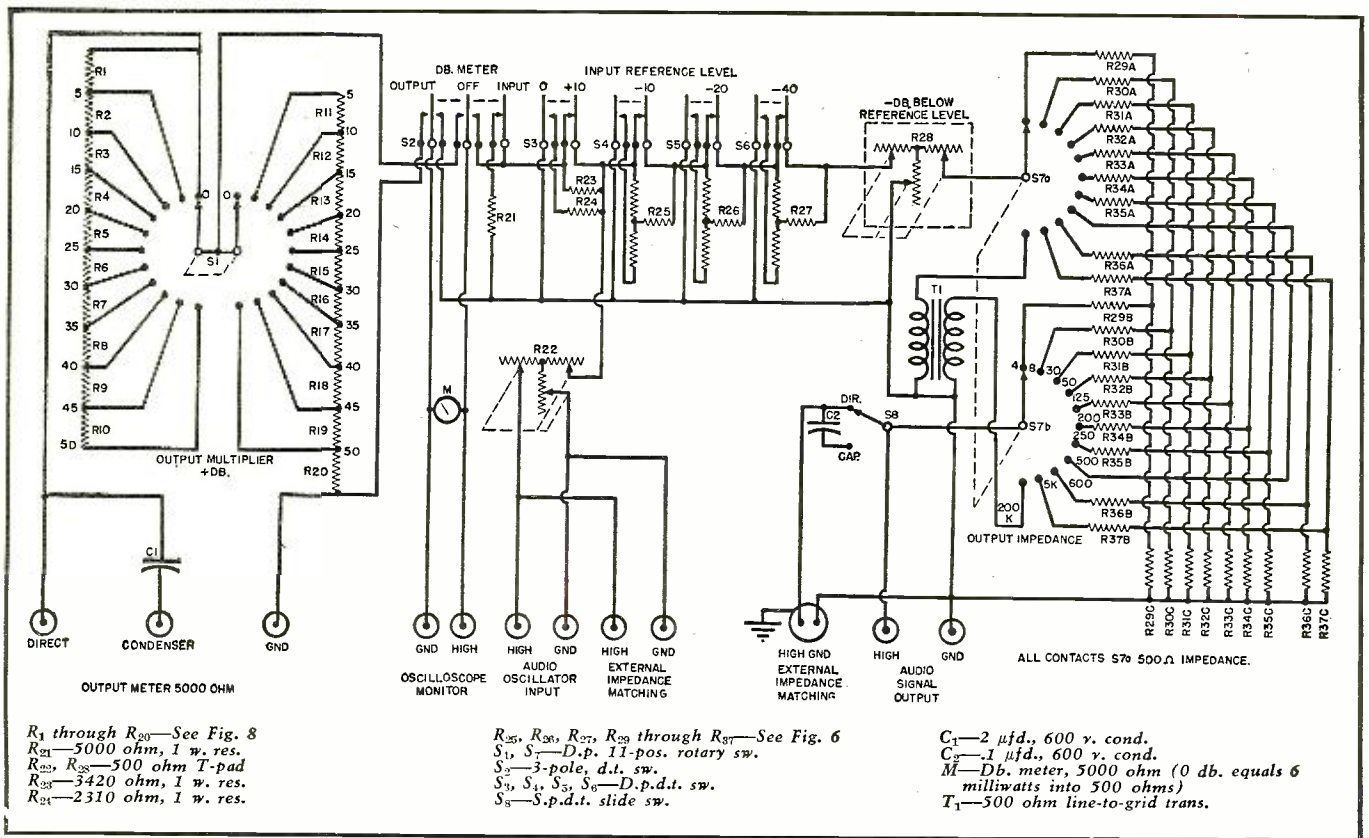 DB. METER
OUTPUT OFF INPUT
INPUT REFERENCE LEVEL
0 +10 -10 -20 -40
-DB. BELOW
REFERENCE LEVEL
R1
5
R2
10
R3
15
R4
20
R5
25
R6
30
R7
35
R8
40
R9
45
R10
50
0 0
S1
5
R11
10
R12
15
R13
20
R14
25
R15
30
R16
35
R17
40
R18
45
R19
50
R20
OUTPUT MULTIPLIER
+DB.
S2
S3
S4
S5
S6
R21
R23
R24
R25
R26
R27
R28
R22
M
T1
S7a
R29A
R30A
R31A
R32A
R33A
R34A
R35A
R36A
R37A
R29B
R30B
R31B
R32B
R33B
R34B
R35B
R36B
R37B
4
8
30
50
125
200
250
500
600
5K
200
K
S7b
OUTPUT IMPEDANCE
DIR.
C2
CAP.
S8
C1
R29C
R30C
R31C
R32C
R33C
R34C
R35C
R36C
R37C
DIRECT
CONDENSER
GND
OUTPUT METER 5000 OHM
GND HIGH
OSCILLOSCOPE
MONITOR
HIGH GND
AUDIO
OSCILLATOR
INPUT
HIGH GND
EXTERNAL
IMPEDANCE
MATCHING
HIGH GND
EXTERNAL
IMPEDANCE
MATCHING
HIGH GND
AUDIO
SIGNAL
OUTPUT
ALL CONTACTS S7a 500Ω IMPEDANCE.
R1 through R20—See Fig. 8
R21—5000 ohm, 1 w. res.
R22, R28—500 ohm T-pad
R23—3420 ohm, 1 w. res.
R24—2310 ohm, 1 w. res.
R25, R26, R27, R29 through R37—See Fig. 6
S1, S7—D.p. 11-pos. rotary sw.
S2—3-pole, d.t. sw.
S3, S4, S5, S6—D.p.d.t. sw.
S8—S.p.d.t. slide sw.
C1—2 μfd., 600 v. cond.
C2—.1 μfd., 600 v. cond.
M—Db. meter, 5000 ohm (0 db. equals 6
milliwatts into 500 ohms)
T1—500 ohm line-to-grid trans.